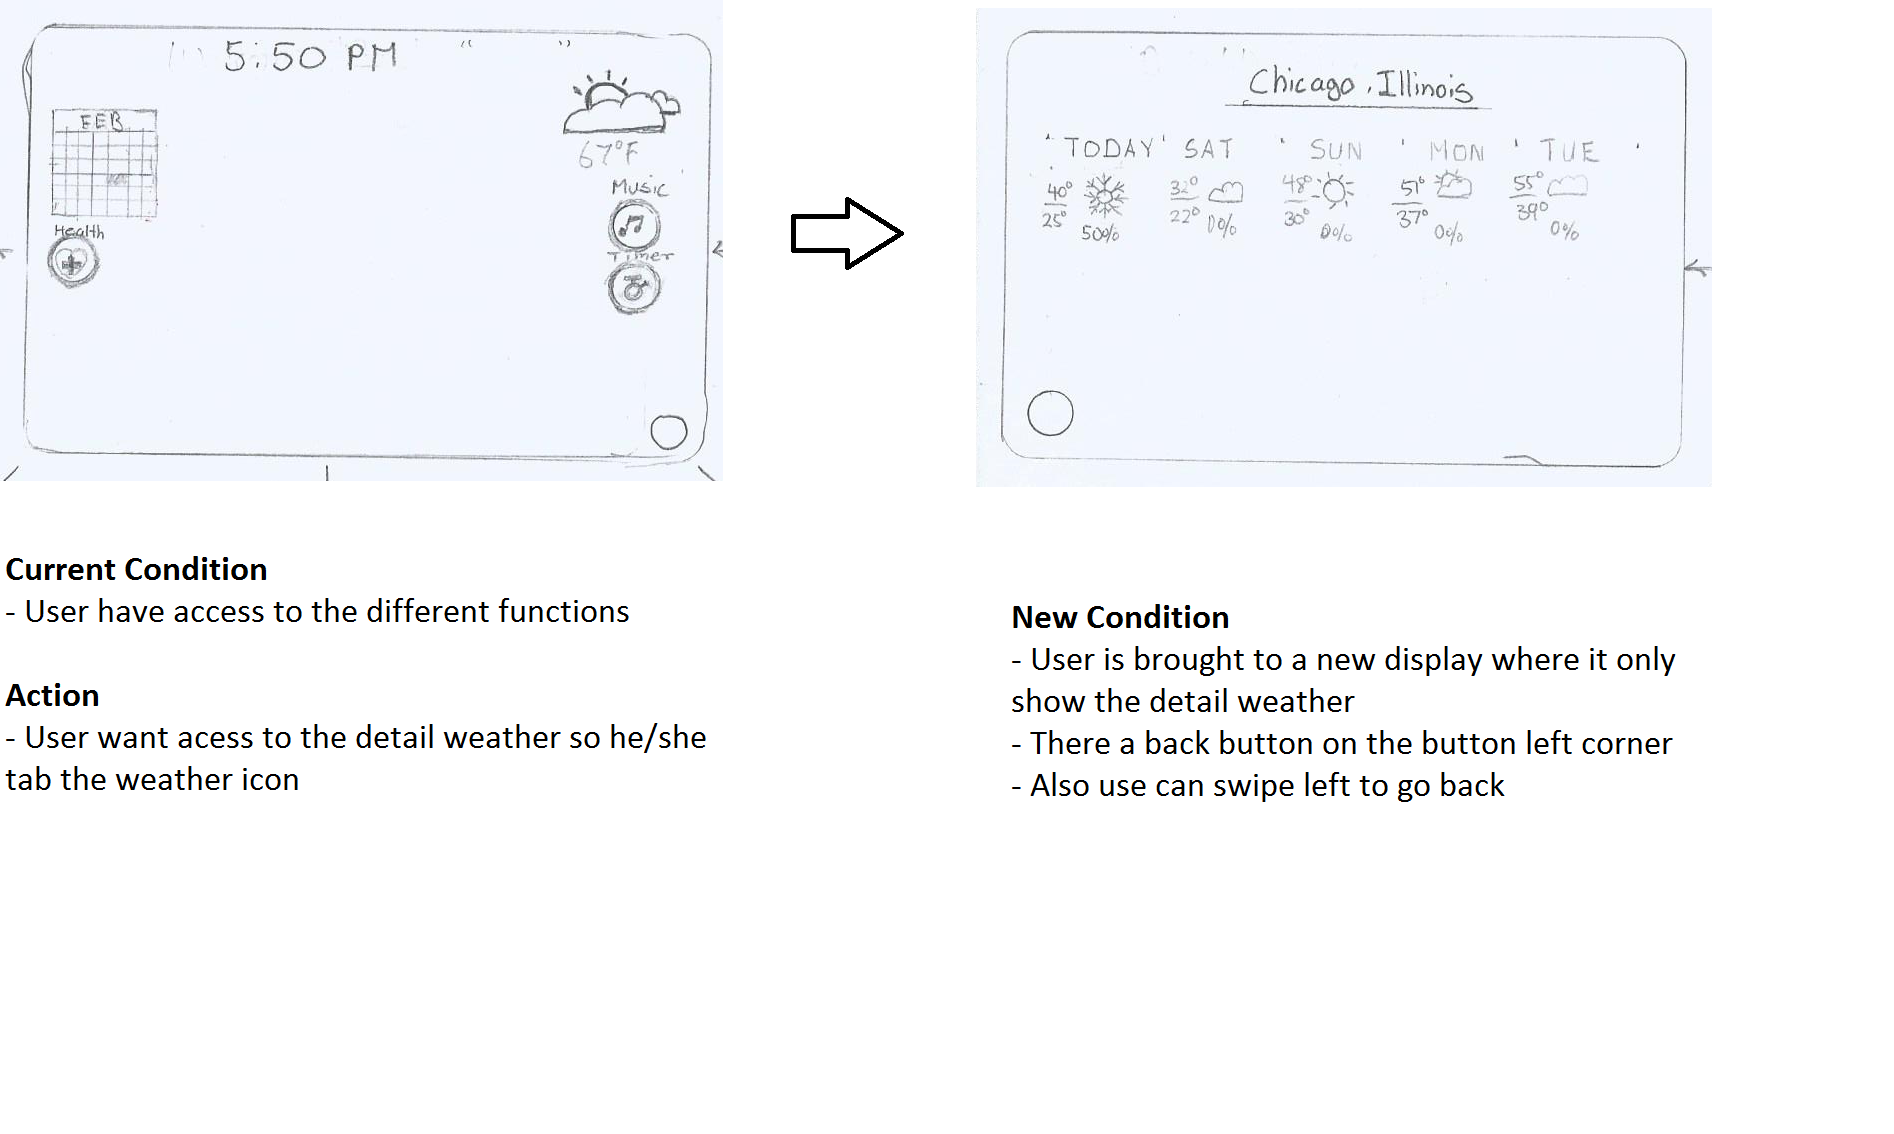 5:50 PM
FEB
67°F
Music
Health
Timer
Chicago, Illinois
TODAY SAT SUN MON TUE
40° 32° 48° 51° 55°
25° 22° 30° 37° 39°
50% 0% 0% 0% 0%
Current Condition
- User have access to the different functions
Action
- User want acess to the detail weather so he/she
tab the weather icon
New Condition
- User is brought to a new display where it only
show the detail weather
- There a back button on the button left corner
- Also use can swipe left to go back